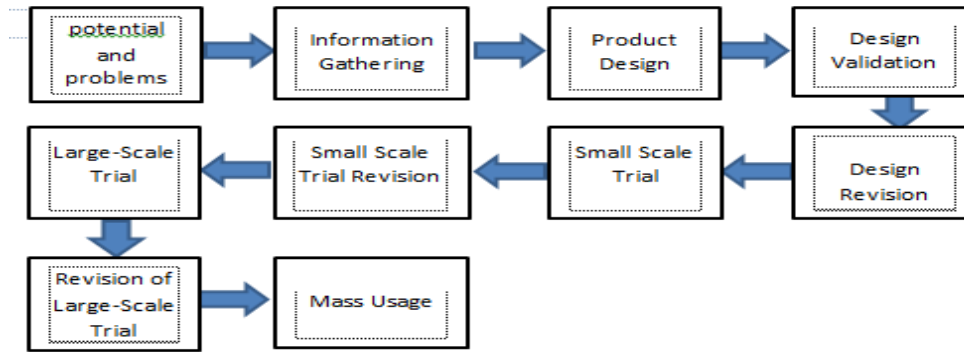 potential
and
problems
Information
Gathering
Product
Design
Design
Validation
Design
Revision
Small Scale
Trial
Small Scale
Trial Revision
Large-Scale
Trial
Revision of
Large-Scale
Trial
Mass Usage